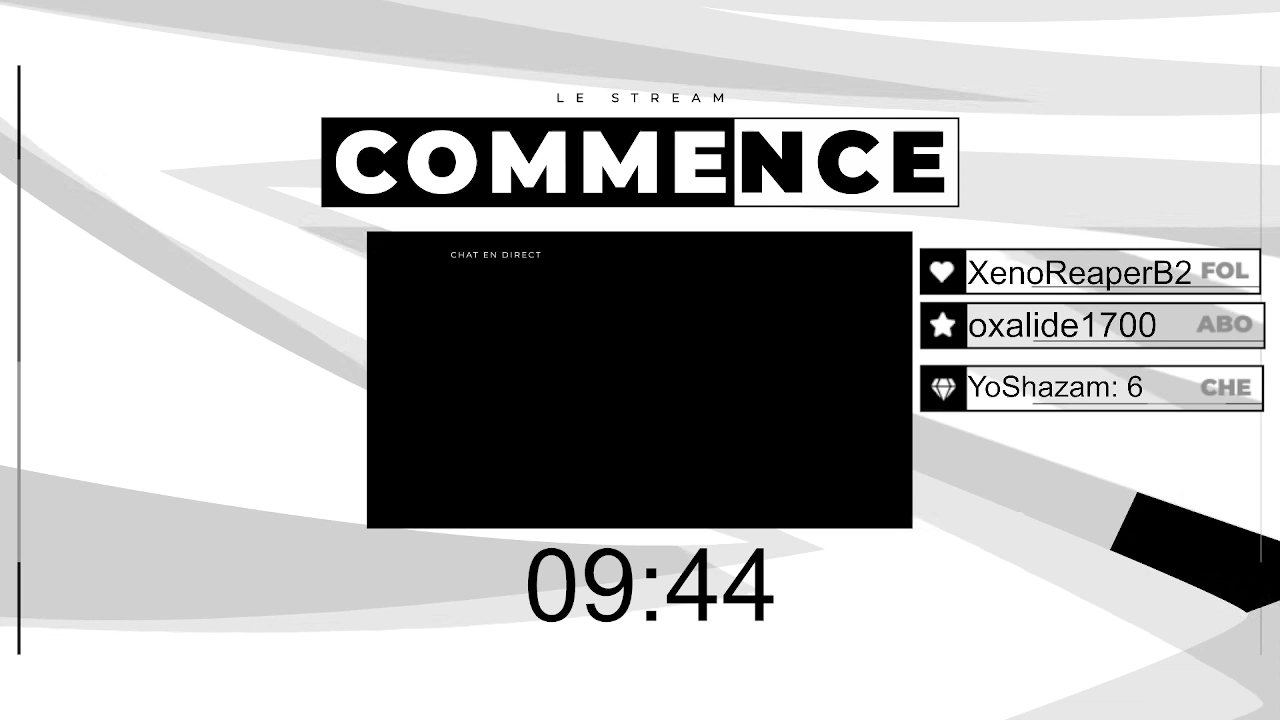 LE STREAM
COMMENCE
CHAT EN DIRECT
XenoReaperB2 FOL
oxalide1700 ABO
YoShazam: 6 CHE
09:44